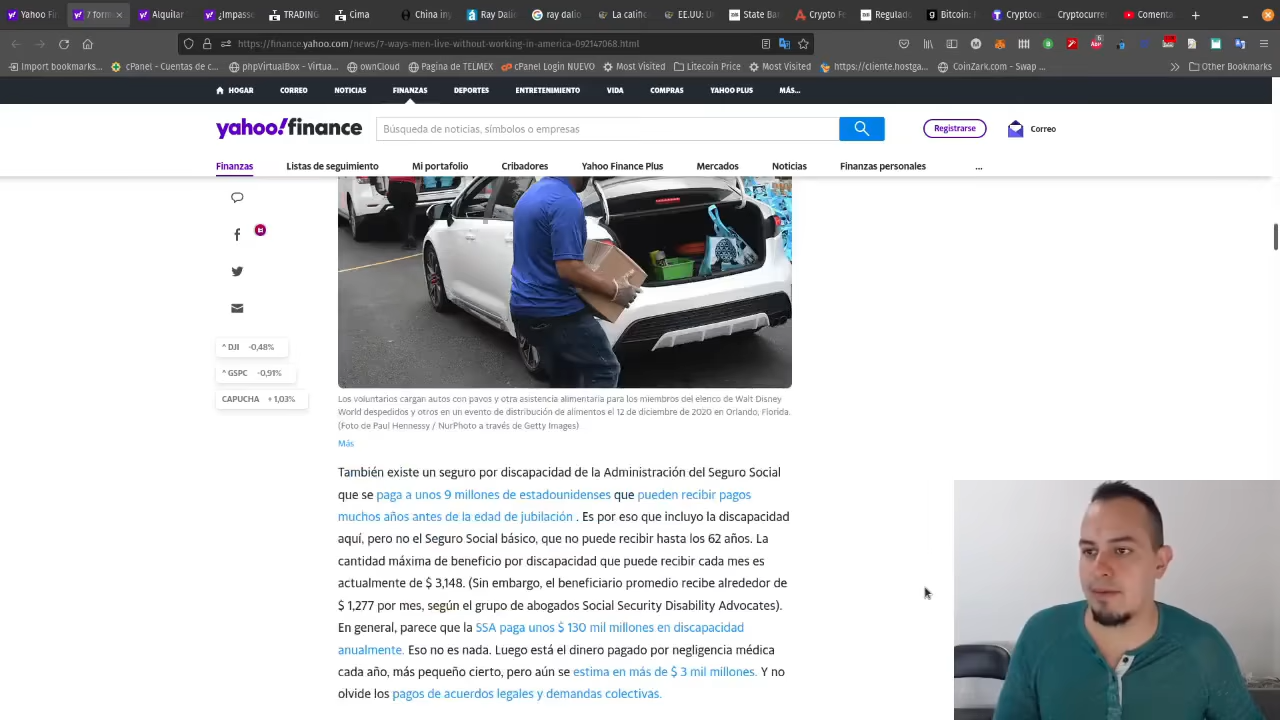 Yahoo Fi
7 form
Alquilar
¿Empez
TRADING
7 cima
Ray Dalio
ray dalio
La califi
EE.UU:
State Ba
Crypto Fo
Regulado
Bitcoin: F
Cryptocu
Cryptocurrer
Comenta
https://finance.yahoo.com/news/7-ways-men-live-without-working-in-america-092147068.html
Import bookmarks...
cPanel - Cuentas de c...
phpVirtualBox - Virtua...
ownCloud
Pagina de TELMEX
cPanel Login NUEVO
Most Visited
Litecoin Price
Most Visited
https://cliente.hostga...
CoinZark.com - Swap ...
Other Bookmarks
HOGAR
CORREO
NOTICIAS
FINANZAS
DEPORTES
ENTRETENIMIENTO
VIDA
COMPRAS
YAHOO PLUS
MÁS...
yahoo!finance
Búsqueda de noticias, símbolos o empresas
Registrarse
Correo
Finanzas
Listas de seguimiento
Mi portafolio
Cribadores
Yahoo Finance Plus
Mercados
Noticias
Finanzas personales
...
^ DJI -0,48%
^ GSPC -0,91%
CAPUCHA + 1,03%
Los voluntarios cargan autos con pavos y otra asistencia alimentaria para los miembros del elenco de Walt Disney
World despedidos y otros en un evento de distribución de alimentos el 12 de diciembre de 2020 en Orlando, Florida.
(Foto de Paul Hennessy / NurPhoto a través de Getty Images)
Más
También existe un seguro por discapacidad de la Administración del Seguro Social
que se paga a unos 9 millones de estadounidenses que pueden recibir pagos
muchos años antes de la edad de jubilación . Es por eso que incluyo la discapacidad
aquí, pero no el Seguro Social básico, que no puede recibir hasta los 62 años. La
cantidad máxima de beneficio por discapacidad que puede recibir cada mes es
actualmente de $ 3,148. (Sin embargo, el beneficiario promedio recibe alrededor de
$ 1,277 por mes, según el grupo de abogados Social Security Disability Advocates).
En general, parece que la SSA paga unos $ 130 mil millones en discapacidad
anualmente. Eso no es nada. Luego está el dinero pagado por negligencia médica
cada año, más pequeño cierto, pero aún se estima en más de $ 3 mil millones. Y no
olvide los pagos de acuerdos legales y demandas colectivas.